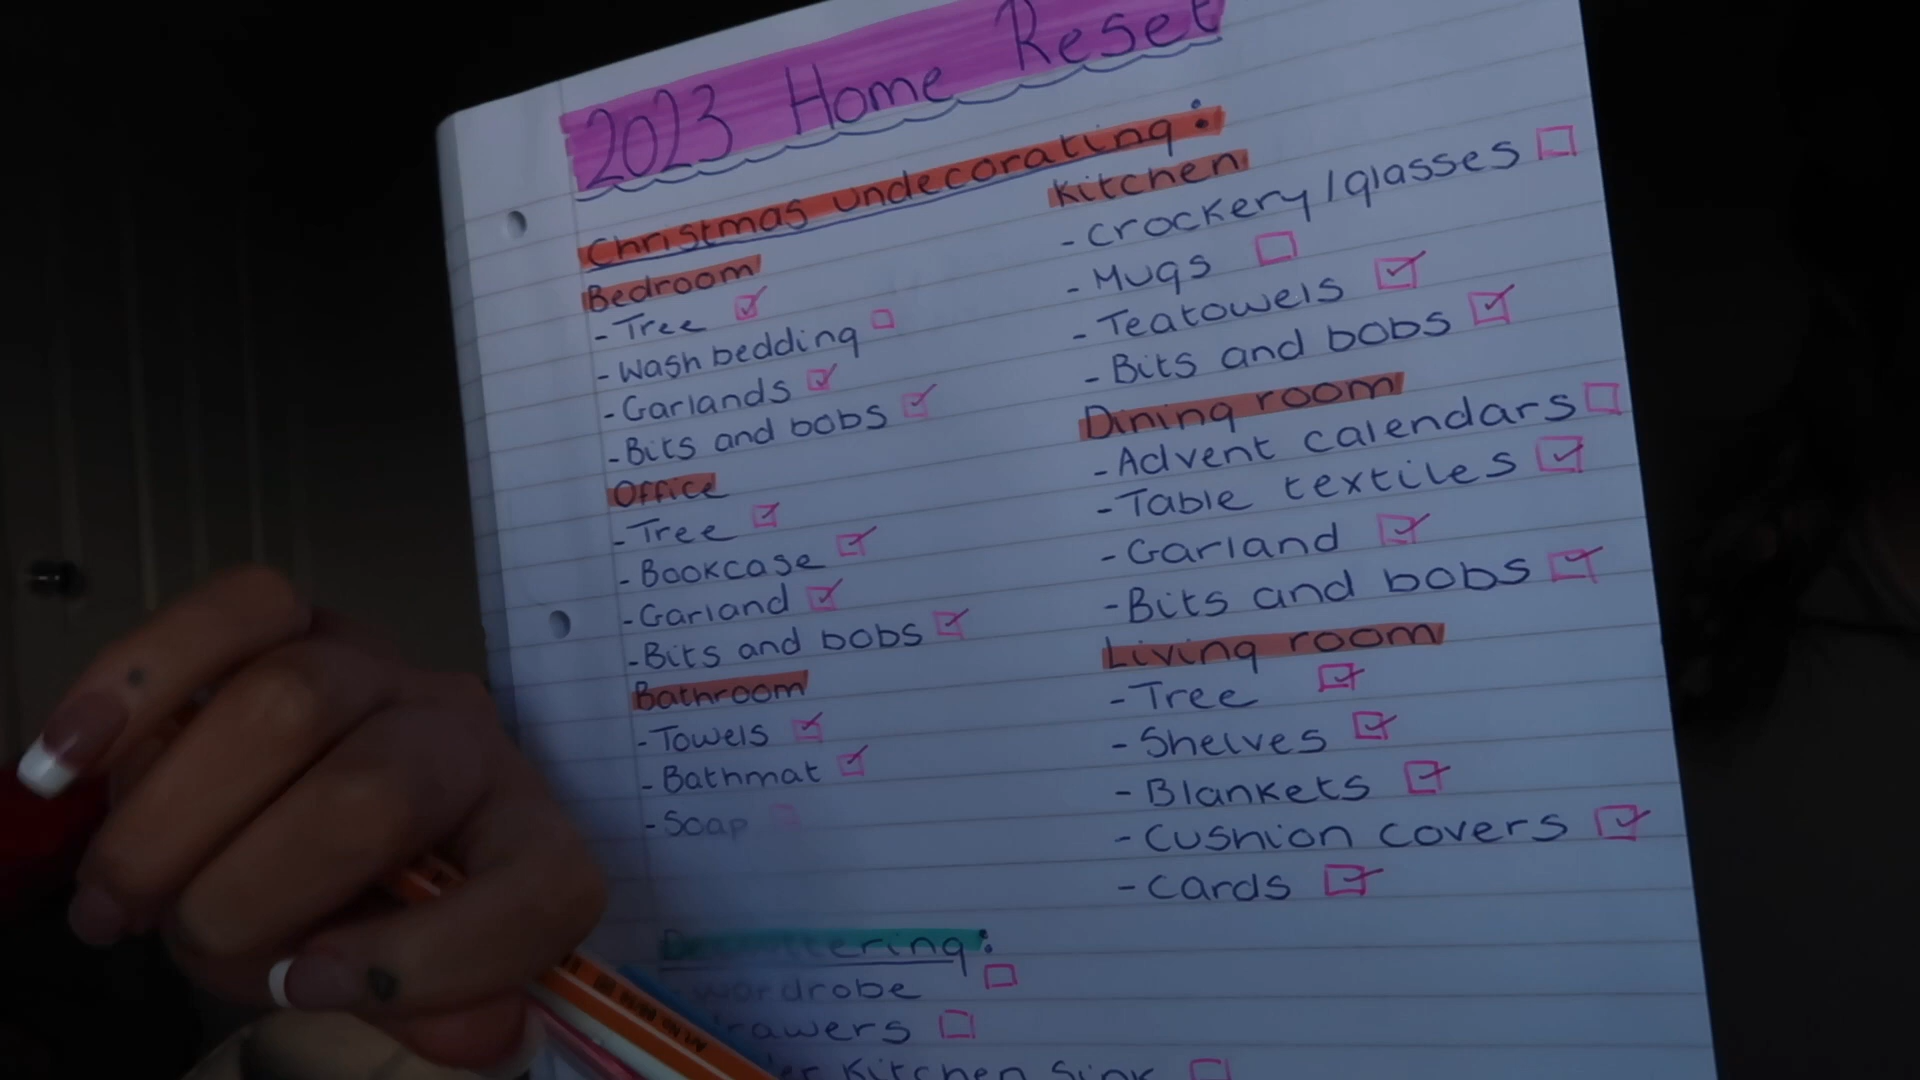 2023 Home Reset
Christmas undecorating:
Bedroom
- Tree
- Wash bedding
- Garlands
- Bits and bobs
Office
- Tree
- Bookcase
- Garland
- Bits and bobs
Bathroom
- Towels
- Bathmat
- Soap
Kitchen
- Crockery/glasses
- Mugs
- Teatowels
- Bits and bobs
Dining room
- Advent calendars
- Table textiles
- Garland
- Bits and bobs
Living room
- Tree
- Shelves
- Blankets
- Cushion covers
- Cards
Decluttering:
wardrobe
rawers
Kitchen Sink